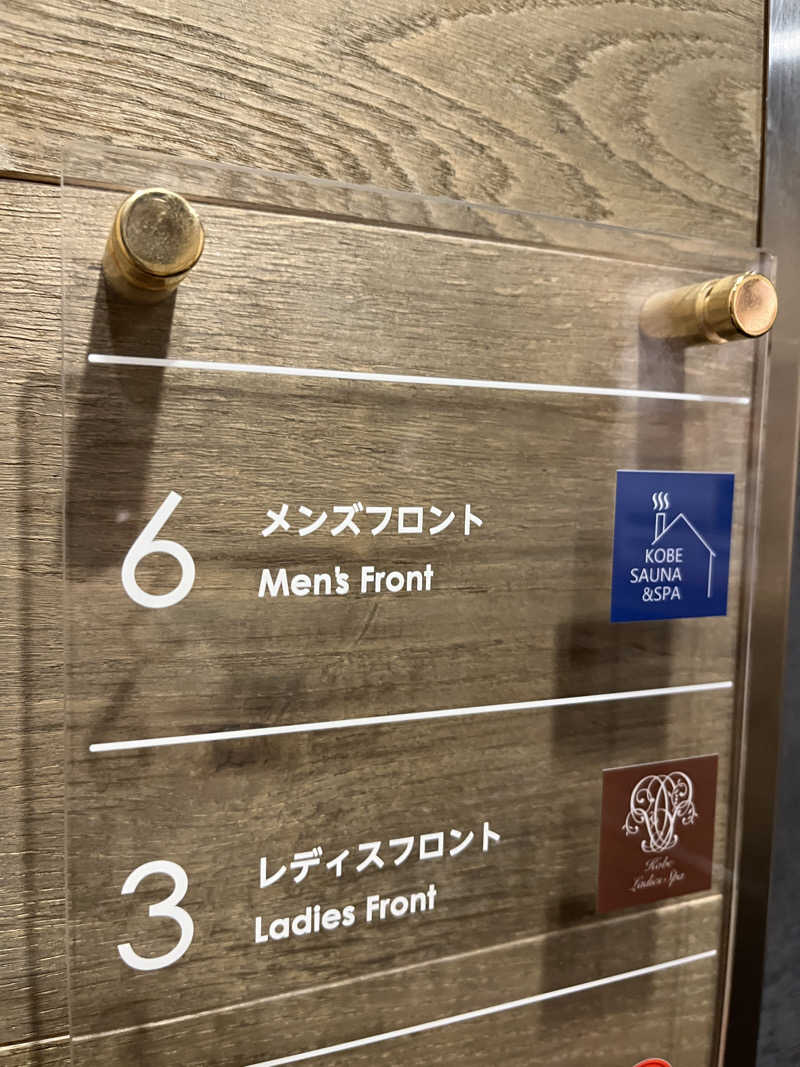 6
メンズフロント
Men's Front
KOBE
SAUNA
&SPA
3
レディスフロント
Ladies Front
Kobe
Ladies Spa